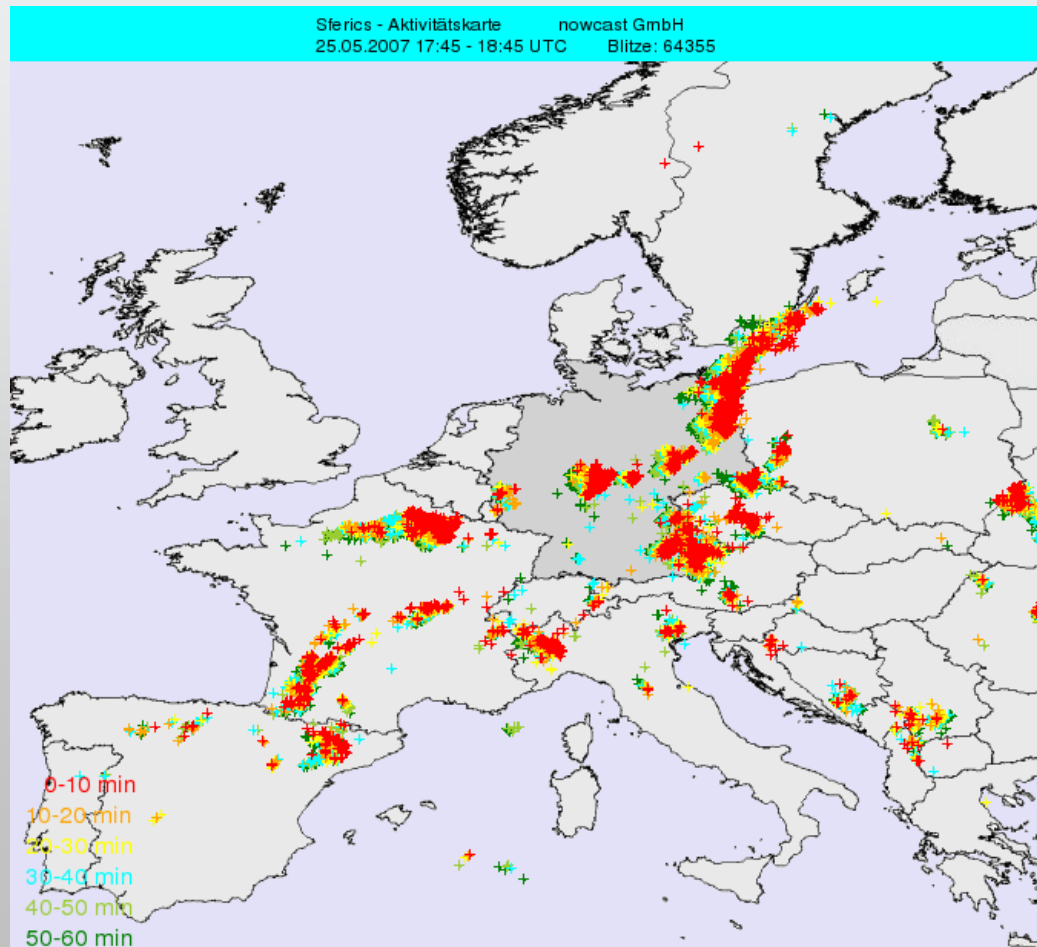 Sferics - Aktivitätskarte nowcast GmbH
25.05.2007 17:45 - 18:45 UTC Blitze: 64355
0-10 min
10-20 min
20-30 min
30-40 min
40-50 min
50-60 min